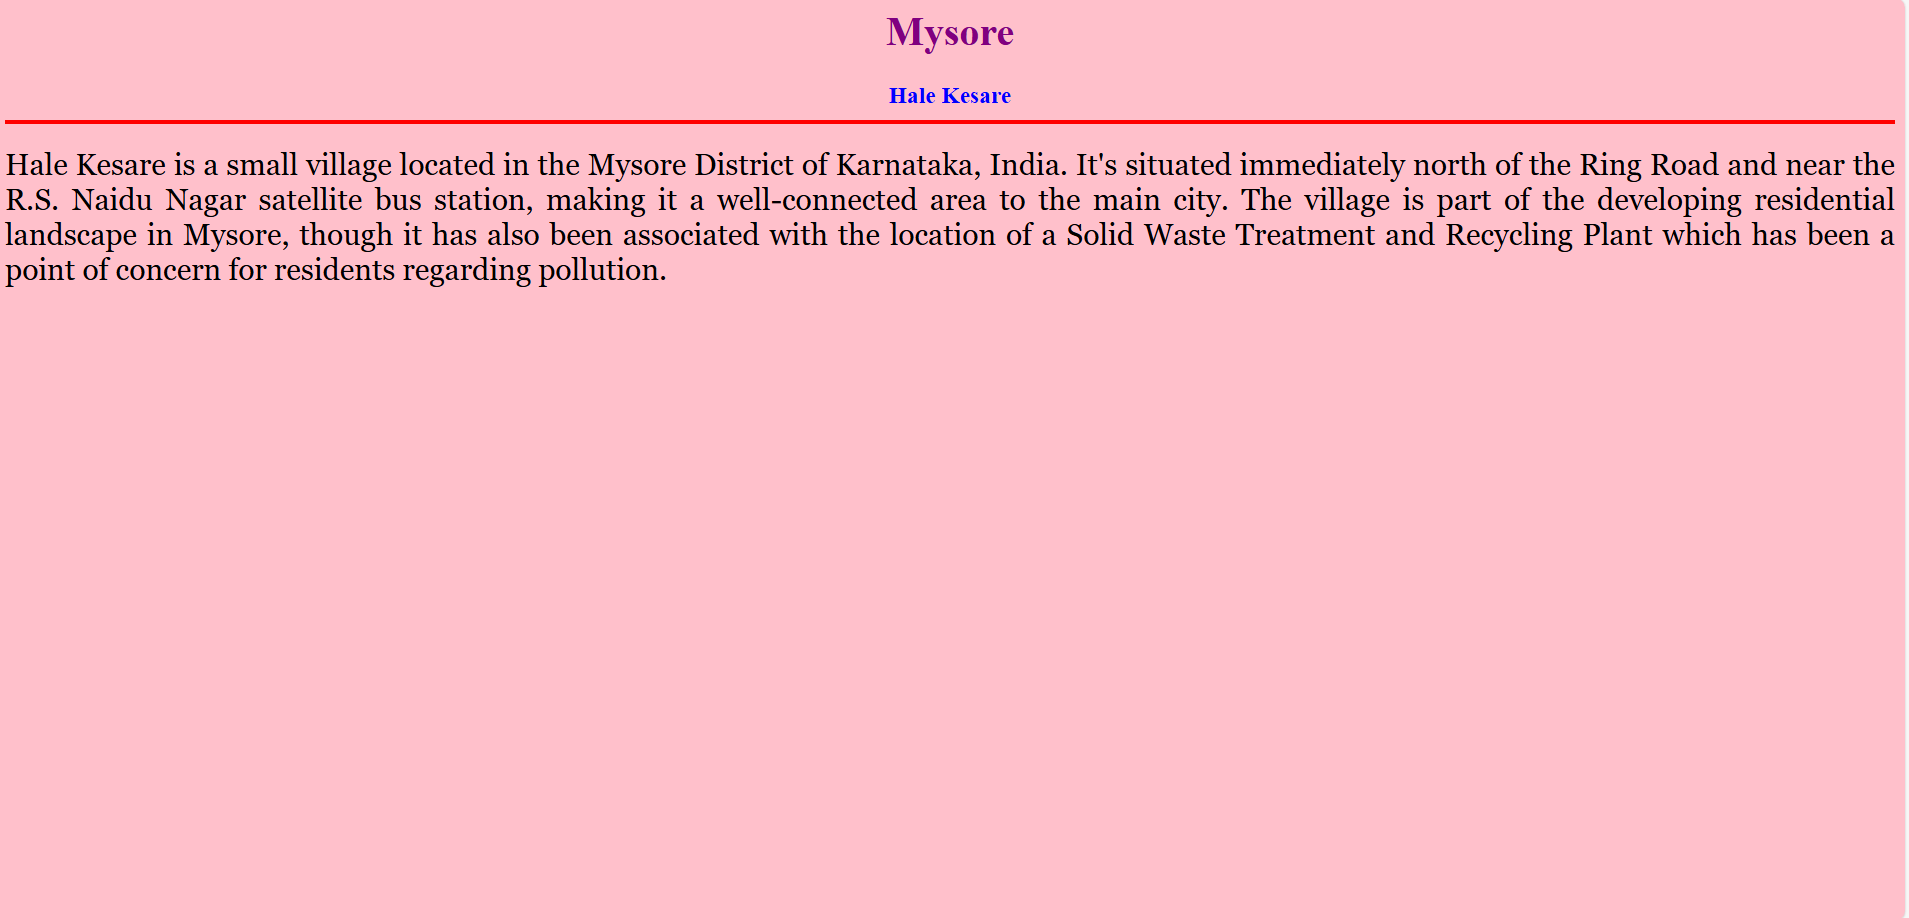 Mysore
Hale Kesare
Hale Kesare is a small village located in the Mysore District of Karnataka, India. It's situated immediately north of the Ring Road and near the
R.S. Naidu Nagar satellite bus station, making it a well-connected area to the main city. The village is part of the developing residential
landscape in Mysore, though it has also been associated with the location of a Solid Waste Treatment and Recycling Plant which has been a
point of concern for residents regarding pollution.